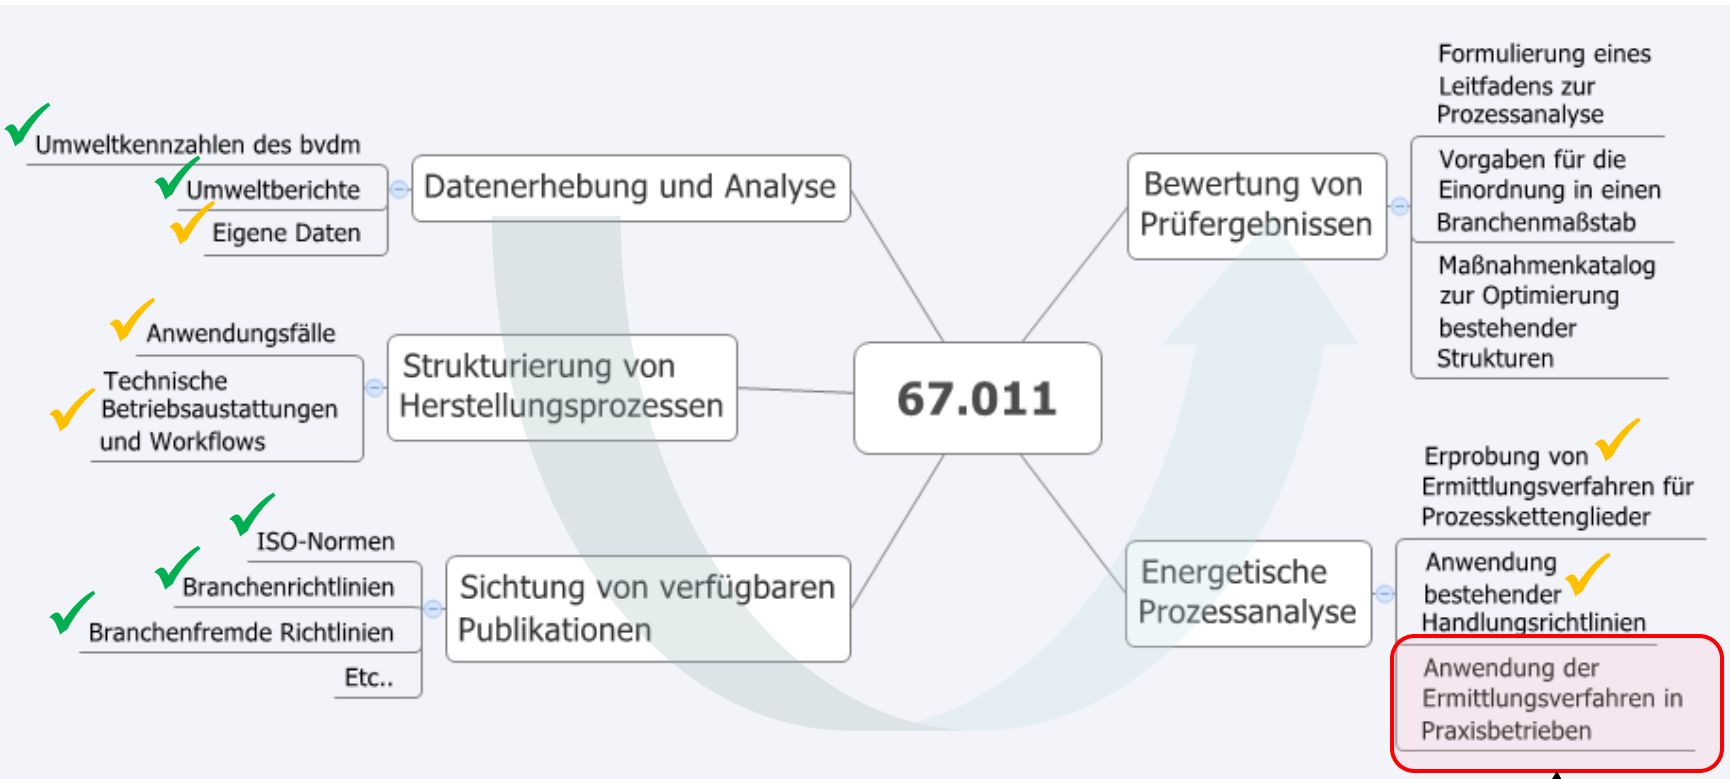 Umweltkennzahlen des bvdm
Umweltberichte
Eigene Daten
Datenerhebung und Analyse
Anwendungsfälle
Technische
Betriebsaustattungen
und Workflows
Strukturierung von
Herstellungsprozessen
ISO-Normen
Branchenrichtlinien
Branchenfremde Richtlinien
Etc..
Sichtung von verfügbaren
Publikationen
67.011
Bewertung von
Prüfergebnissen
Formulierung eines
Leitfadens zur
Prozessanalyse
Vorgaben für die
Einordnung in einen
Branchenmaßstab
Maßnahmenkatalog
zur Optimierung
bestehender
Strukturen
Energetische
Prozessanalyse
Erprobung von
Ermittlungsverfahren für
Prozesskettenglieder
Anwendung
bestehender
Handlungsrichtlinien
Anwendung der
Ermittlungsverfahren in
Praxisbetrieben